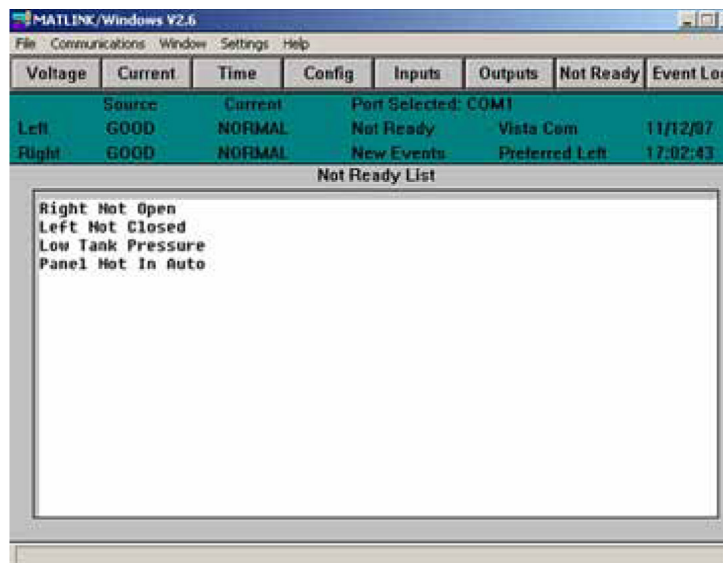 MATLINK/Windows V2.6
File Communications Window Settings Help
Voltage Current Time Config Inputs Outputs Not Ready Event Lo
Source Current Port Selected: COM1
Left GOOD NORMAL Not Ready Vista Com 11/12/07
Right GOOD NORMAL New Events Preferred Left 17:02:43
Not Ready List
Right Not Open
Left Not Closed
Low Tank Pressure
Panel Not In Auto